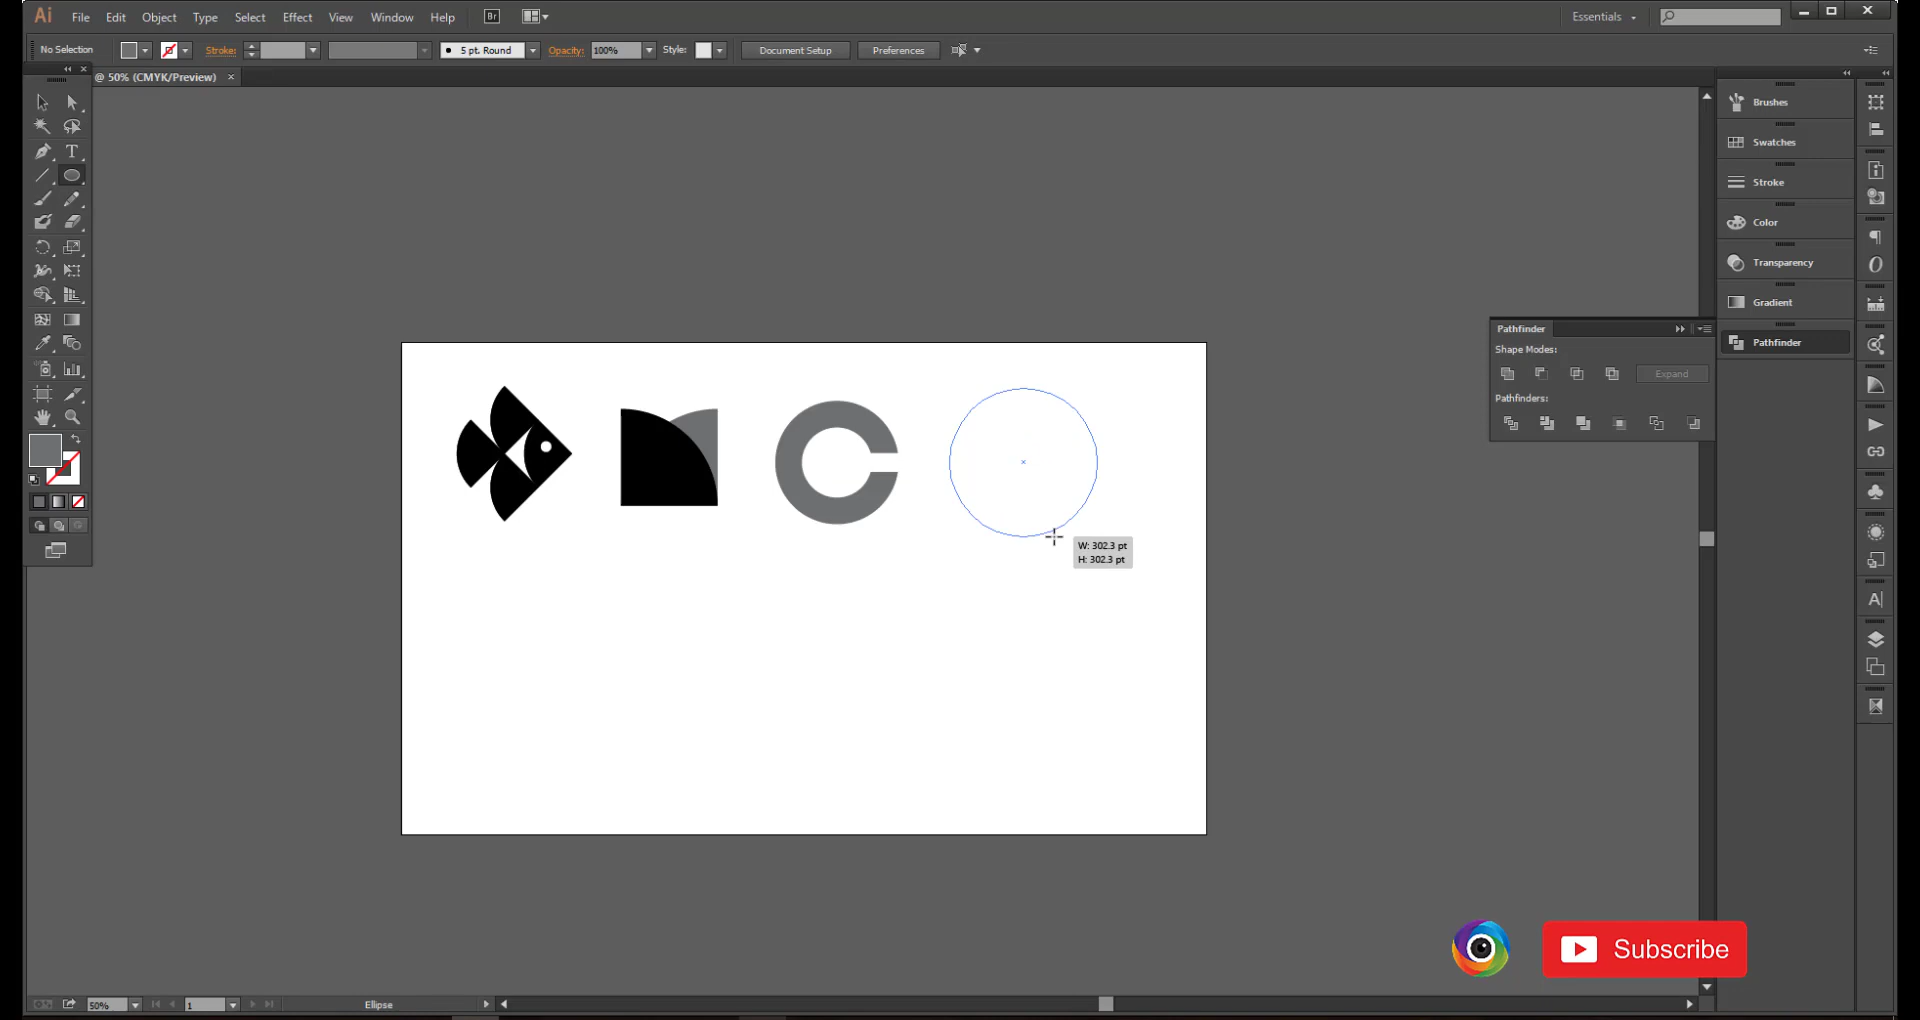 Ai File Edit Object Type Select Effect View Window Help Br Essentials
No Selection Stroke: 5 pt. Round Opacity: 100% Style: Document Setup Preferences
@ 50% (CMYK/Preview)
Brushes
Swatches
Stroke
Color
Transparency
Gradient
Pathfinder
Pathfinder
Shape Modes:
Expand
Pathfinders:
W: 302.3 pt
H: 302.3 pt
Subscribe
50% 1 Ellipse